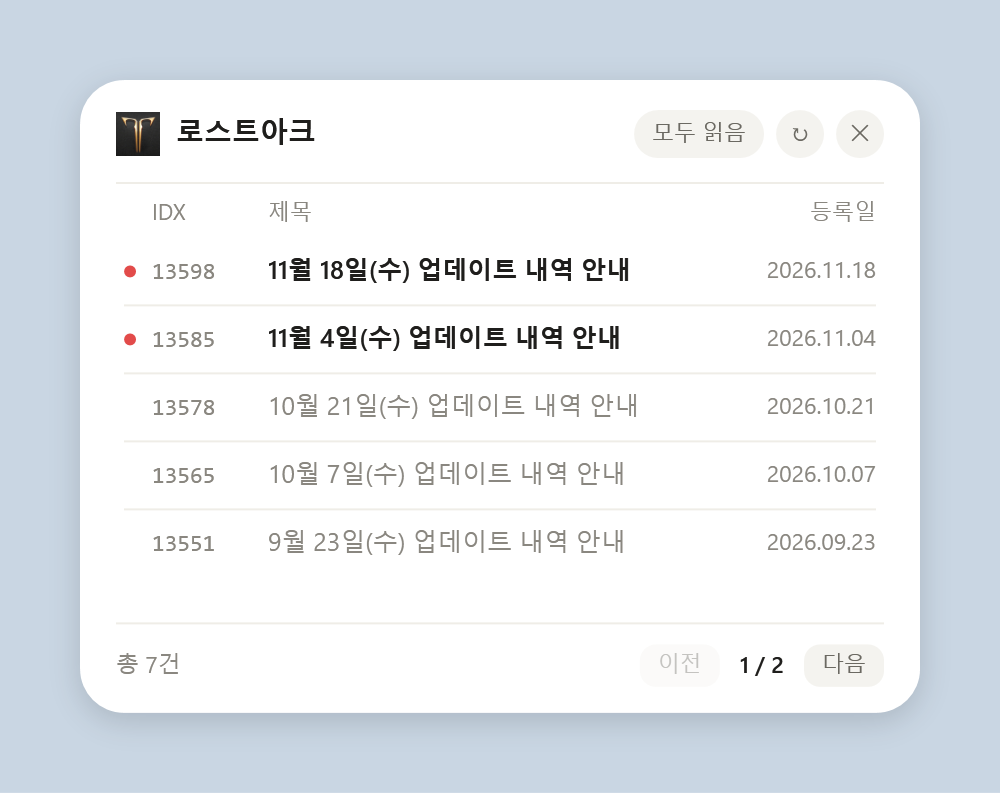 로스트아크 모두 읽음
IDX 제목 등록일
13598 11월 18일(수) 업데이트 내역 안내 2026.11.18
13585 11월 4일(수) 업데이트 내역 안내 2026.11.04
13578 10월 21일(수) 업데이트 내역 안내 2026.10.21
13565 10월 7일(수) 업데이트 내역 안내 2026.10.07
13551 9월 23일(수) 업데이트 내역 안내 2026.09.23
총 7건 이전 1 / 2 다음